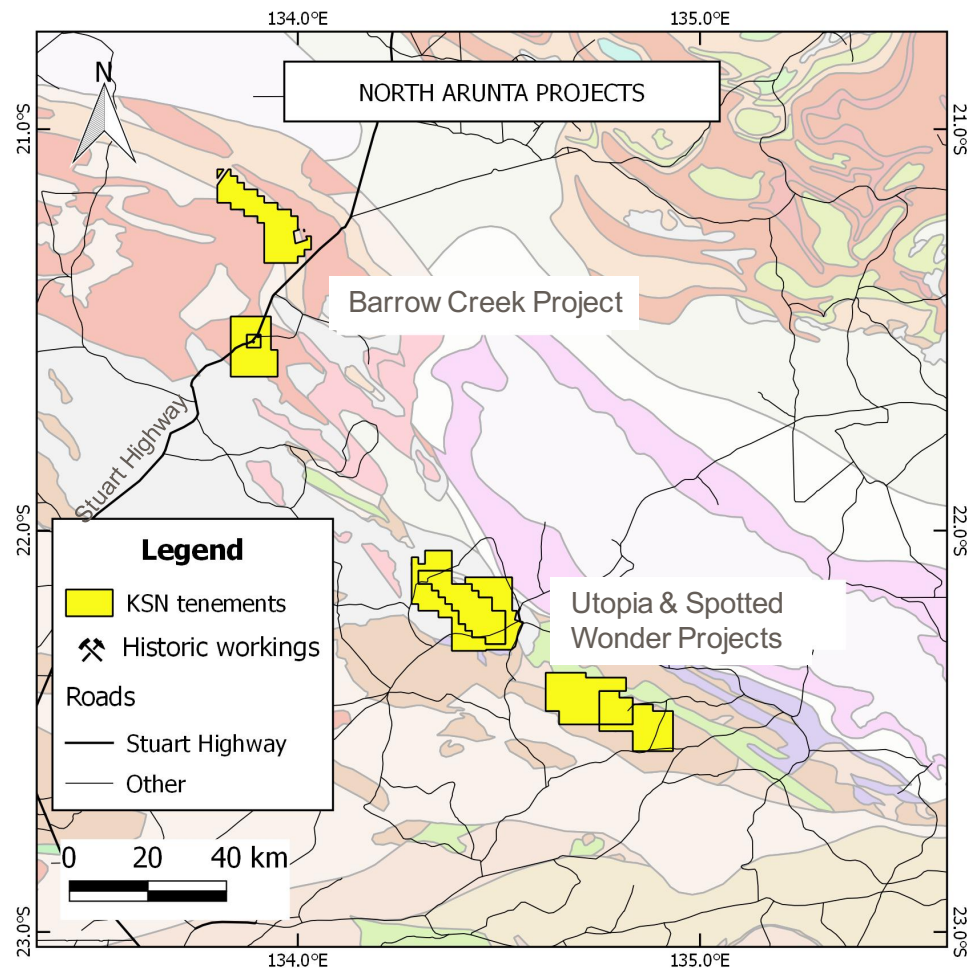 134.0°E
135.0°E
N
NORTH ARUNTA PROJECTS
21.0°S
21.0°S
Barrow Creek Project
Stuart Highway
22.0°S
22.0°S
Legend
KSN tenements
Historic workings
Roads
Stuart Highway
Other
Utopia & Spotted
Wonder Projects
0 20 40 km
23.0°S
23.0°S
134.0°E
135.0°E